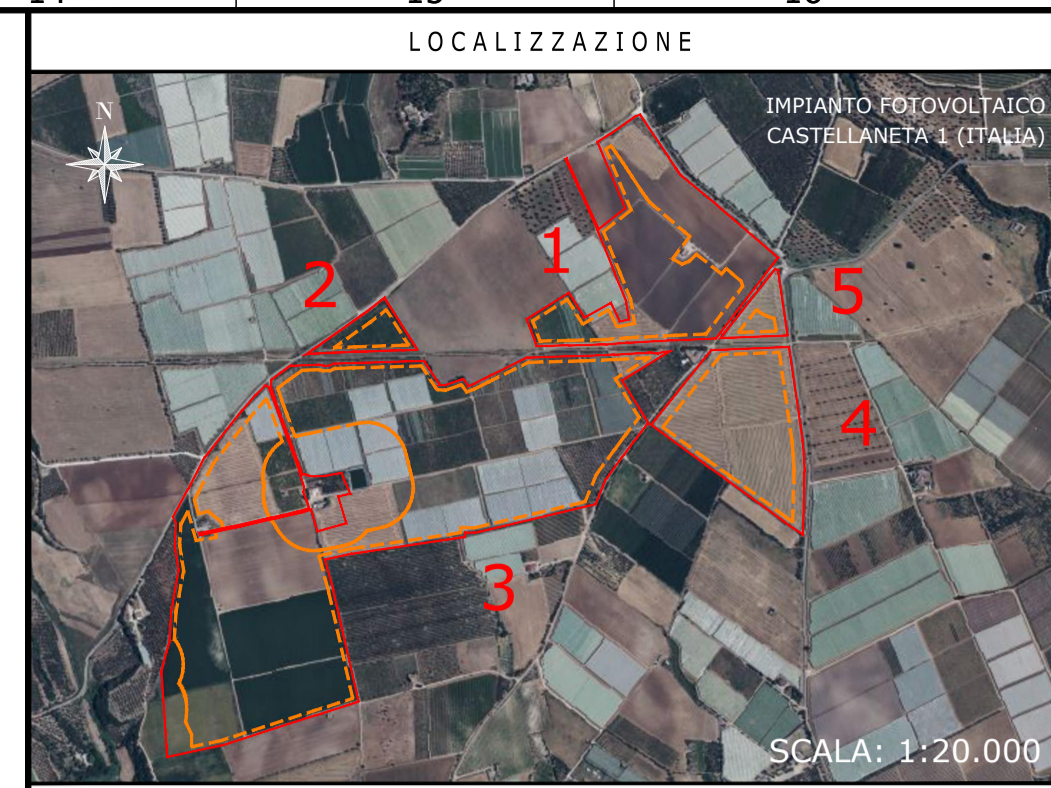 LOCALIZZAZIONE
N
IMPIANTO FOTOVOLTAICO
CASTELLANETA 1 (ITALIA)
1
2
5
4
3
SCALA: 1:20.000